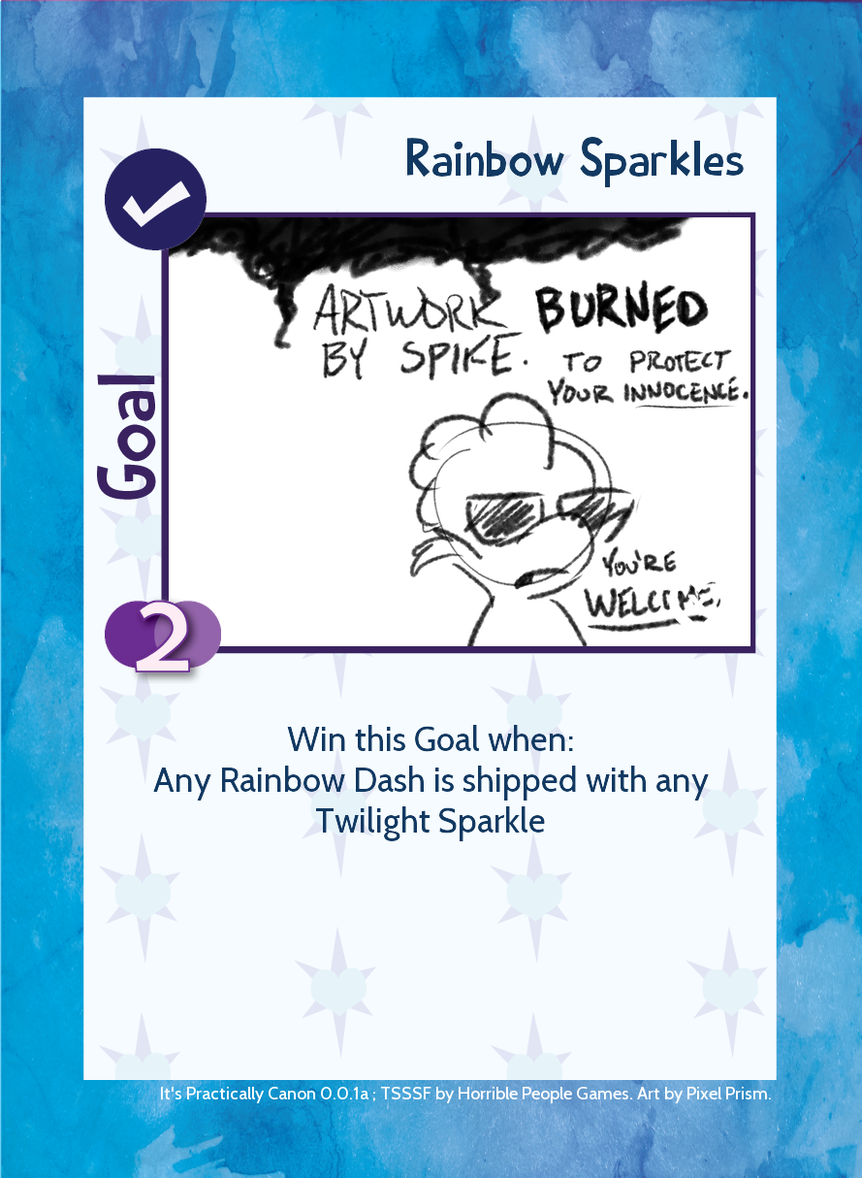 Rainbow Sparkles
Goal
ARTWORK BURNED
BY SPIKE. TO PROTECT
YOUR INNOCENCE.
YOU'RE
WELCOME.
2
Win this Goal when:
Any Rainbow Dash is shipped with any
Twilight Sparkle
It's Practically Canon 0.0.1a ; TSSSF by Horrible People Games. Art by Pixel Prism.